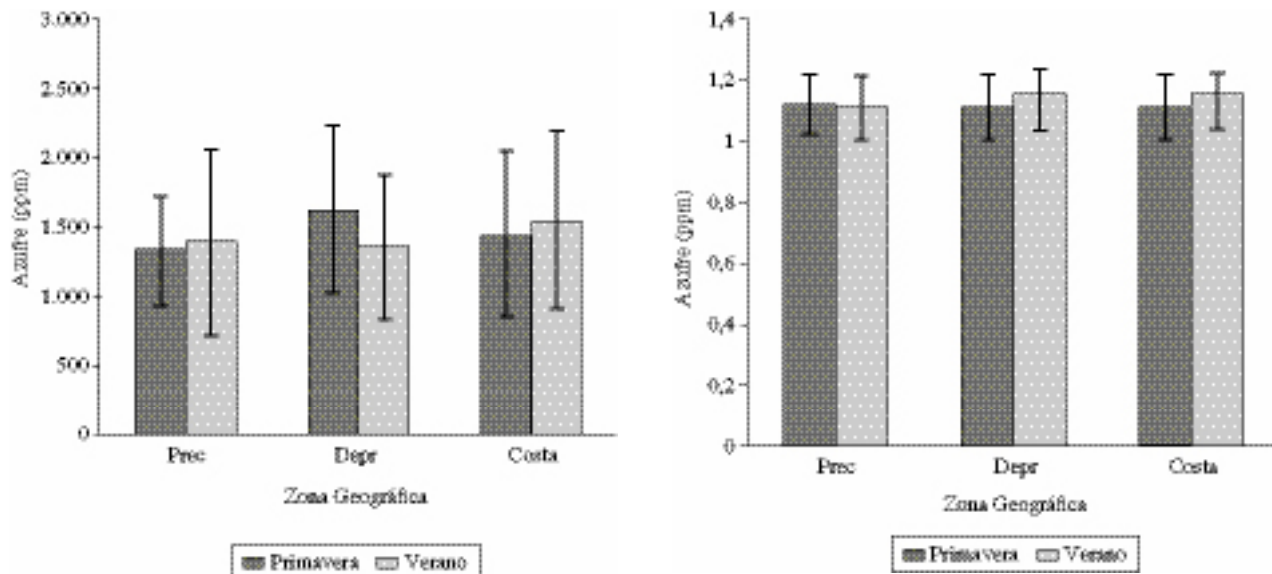 3.000
2.500
2.000
1.500
1.000
500
0
Azufre (ppm)
Prec Depr Costa
Zona Geográfica
Primavera Verano
1,4
1,2
1
0,8
0,6
0,4
0,2
0
Azufre (ppm)
Prec Depr Costa
Zona Geográfica
Primavera Verano